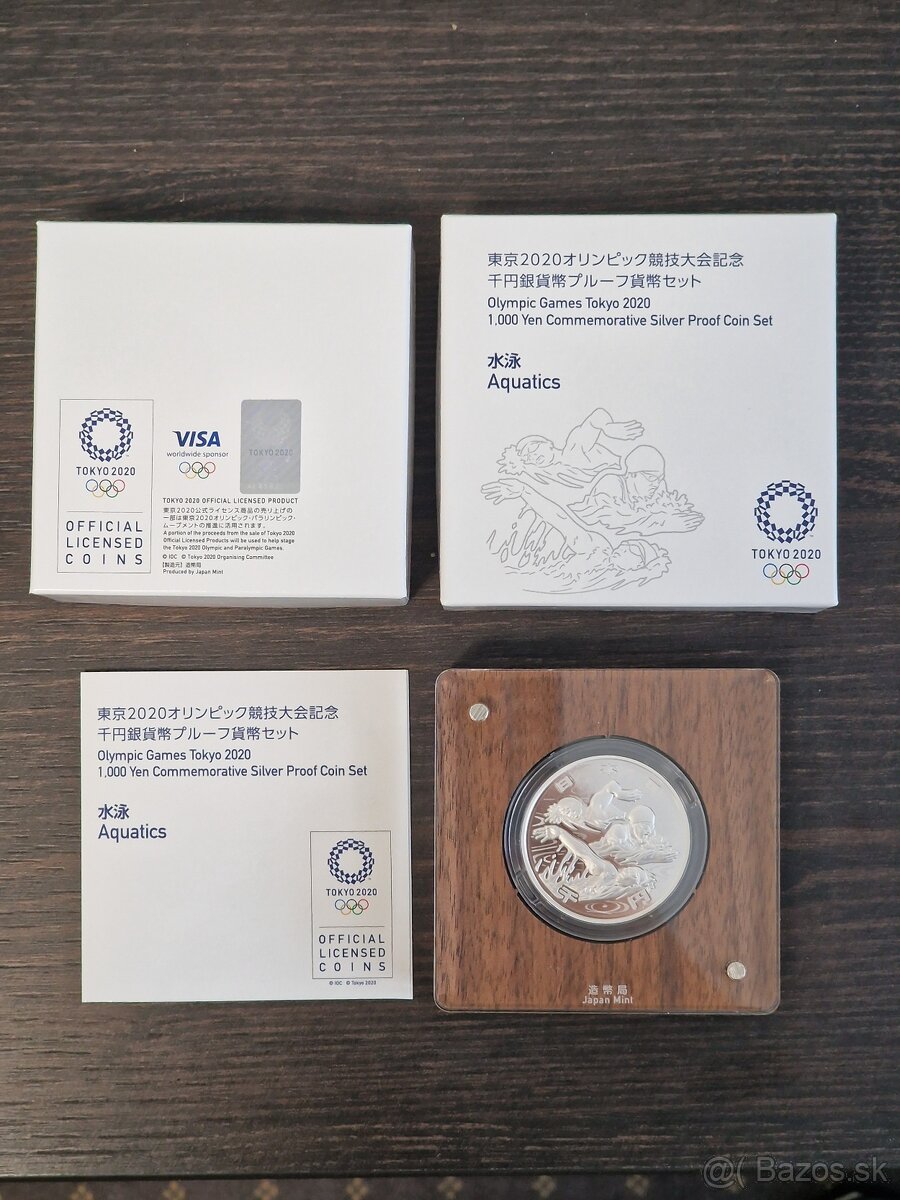 TOKYO 2020
OFFICIAL
LICENSED
COINS
VISA
worldwide sponsor
TOKYO 2020
TOKYO 2020 OFFICIAL LICENSED PRODUCT
東京2020公式ライセンス商品の売り上げの
一部は東京2020オリンピック・パラリンピック・
ムーブメントの推進に活用されます。
A portion of the proceeds from the sale of Tokyo 2020
Official Licensed Products will be used to help stage
the Tokyo 2020 Olympic and Paralympic Games.
© IOC © Tokyo 2020 Organising Committee
【製造元】造幣局
Produced by Japan Mint
東京2020オリンピック競技大会記念
千円銀貨幣プルーフ貨幣セット
Olympic Games Tokyo 2020
1,000 Yen Commemorative Silver Proof Coin Set
水泳
Aquatics
TOKYO 2020
東京2020オリンピック競技大会記念
千円銀貨幣プルーフ貨幣セット
Olympic Games Tokyo 2020
1,000 Yen Commemorative Silver Proof Coin Set
水泳
Aquatics
TOKYO 2020
OFFICIAL
LICENSED
COINS
© IOC © Tokyo 2020
日
千円
造幣局
Japan Mint
Bazos.sk